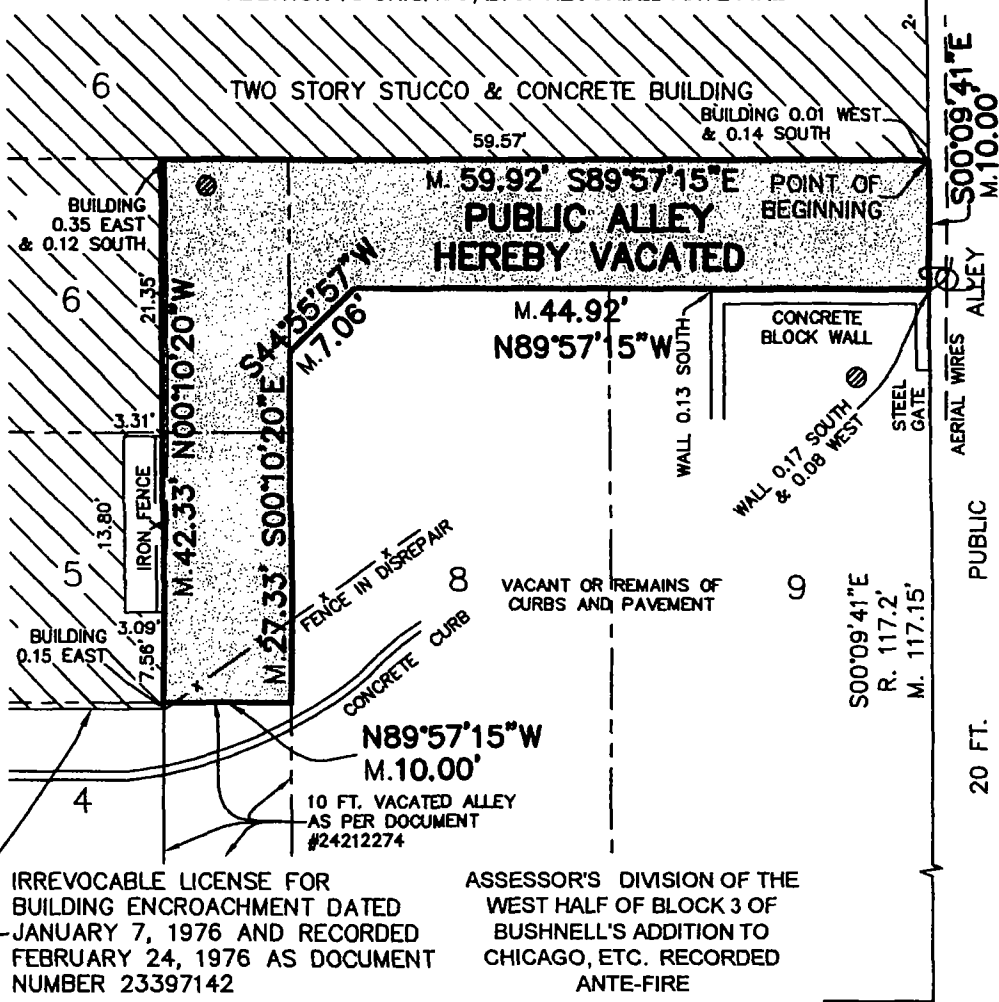 2'
6
TWO STORY STUCCO & CONCRETE BUILDING
BUILDING 0.01 WEST
& 0.14 SOUTH
59.57'
S00°09'41"E
M.10.00'
M. 59.92' S89°57'15"E
POINT OF
BEGINNING
PUBLIC ALLEY
HEREBY VACATED
BUILDING
0.35 EAST
& 0.12 SOUTH
6
21.35'
M.42.33' N00°10'20"W
S44°55'57"W
M.7.06'
M.27.33' S00°10'20"E
M.44.92'
N89°57'15"W
WALL 0.13 SOUTH
CONCRETE
BLOCK WALL
STEEL
GATE
WALL 0.17 SOUTH
& 0.08 WEST
AERIAL WIRES
20 FT. PUBLIC ALLEY
3.31'
IRON FENCE
13.80'
5
3.09'
BUILDING
0.15 EAST
7.56'
FENCE IN DISREPAIR
8
VACANT OR REMAINS OF
CURBS AND PAVEMENT
9
S00°09'41"E
R. 117.2'
M. 117.15'
CONCRETE CURB
N89°57'15"W
M.10.00'
4
10 FT. VACATED ALLEY
AS PER DOCUMENT
#24212274
IRREVOCABLE LICENSE FOR
BUILDING ENCROACHMENT DATED
JANUARY 7, 1976 AND RECORDED
FEBRUARY 24, 1976 AS DOCUMENT
NUMBER 23397142
ASSESSOR'S DIVISION OF THE
WEST HALF OF BLOCK 3 OF
BUSHNELL'S ADDITION TO
CHICAGO, ETC. RECORDED
ANTE-FIRE